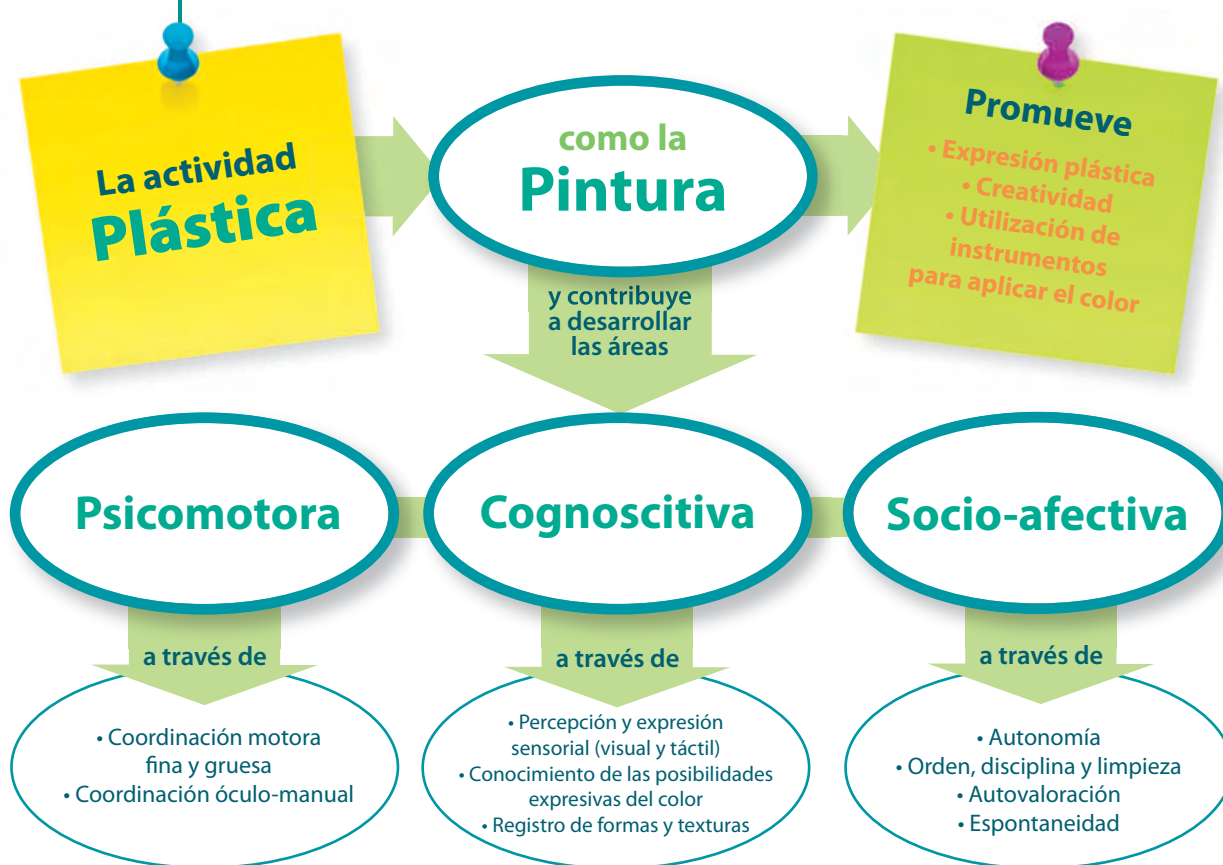 La actividad
Plástica
como la
Pintura
Promueve
• Expresión plástica
• Creatividad
• Utilización de
instrumentos
para aplicar el color
y contribuye
a desarrollar
las áreas
Psicomotora
Cognoscitiva
Socio-afectiva
a través de
• Coordinación motora
fina y gruesa
• Coordinación óculo-manual
a través de
• Percepción y expresión
sensorial (visual y táctil)
• Conocimiento de las posibilidades
expresivas del color
• Registro de formas y texturas
a través de
• Autonomía
• Orden, disciplina y limpieza
• Autovaloración
• Espontaneidad